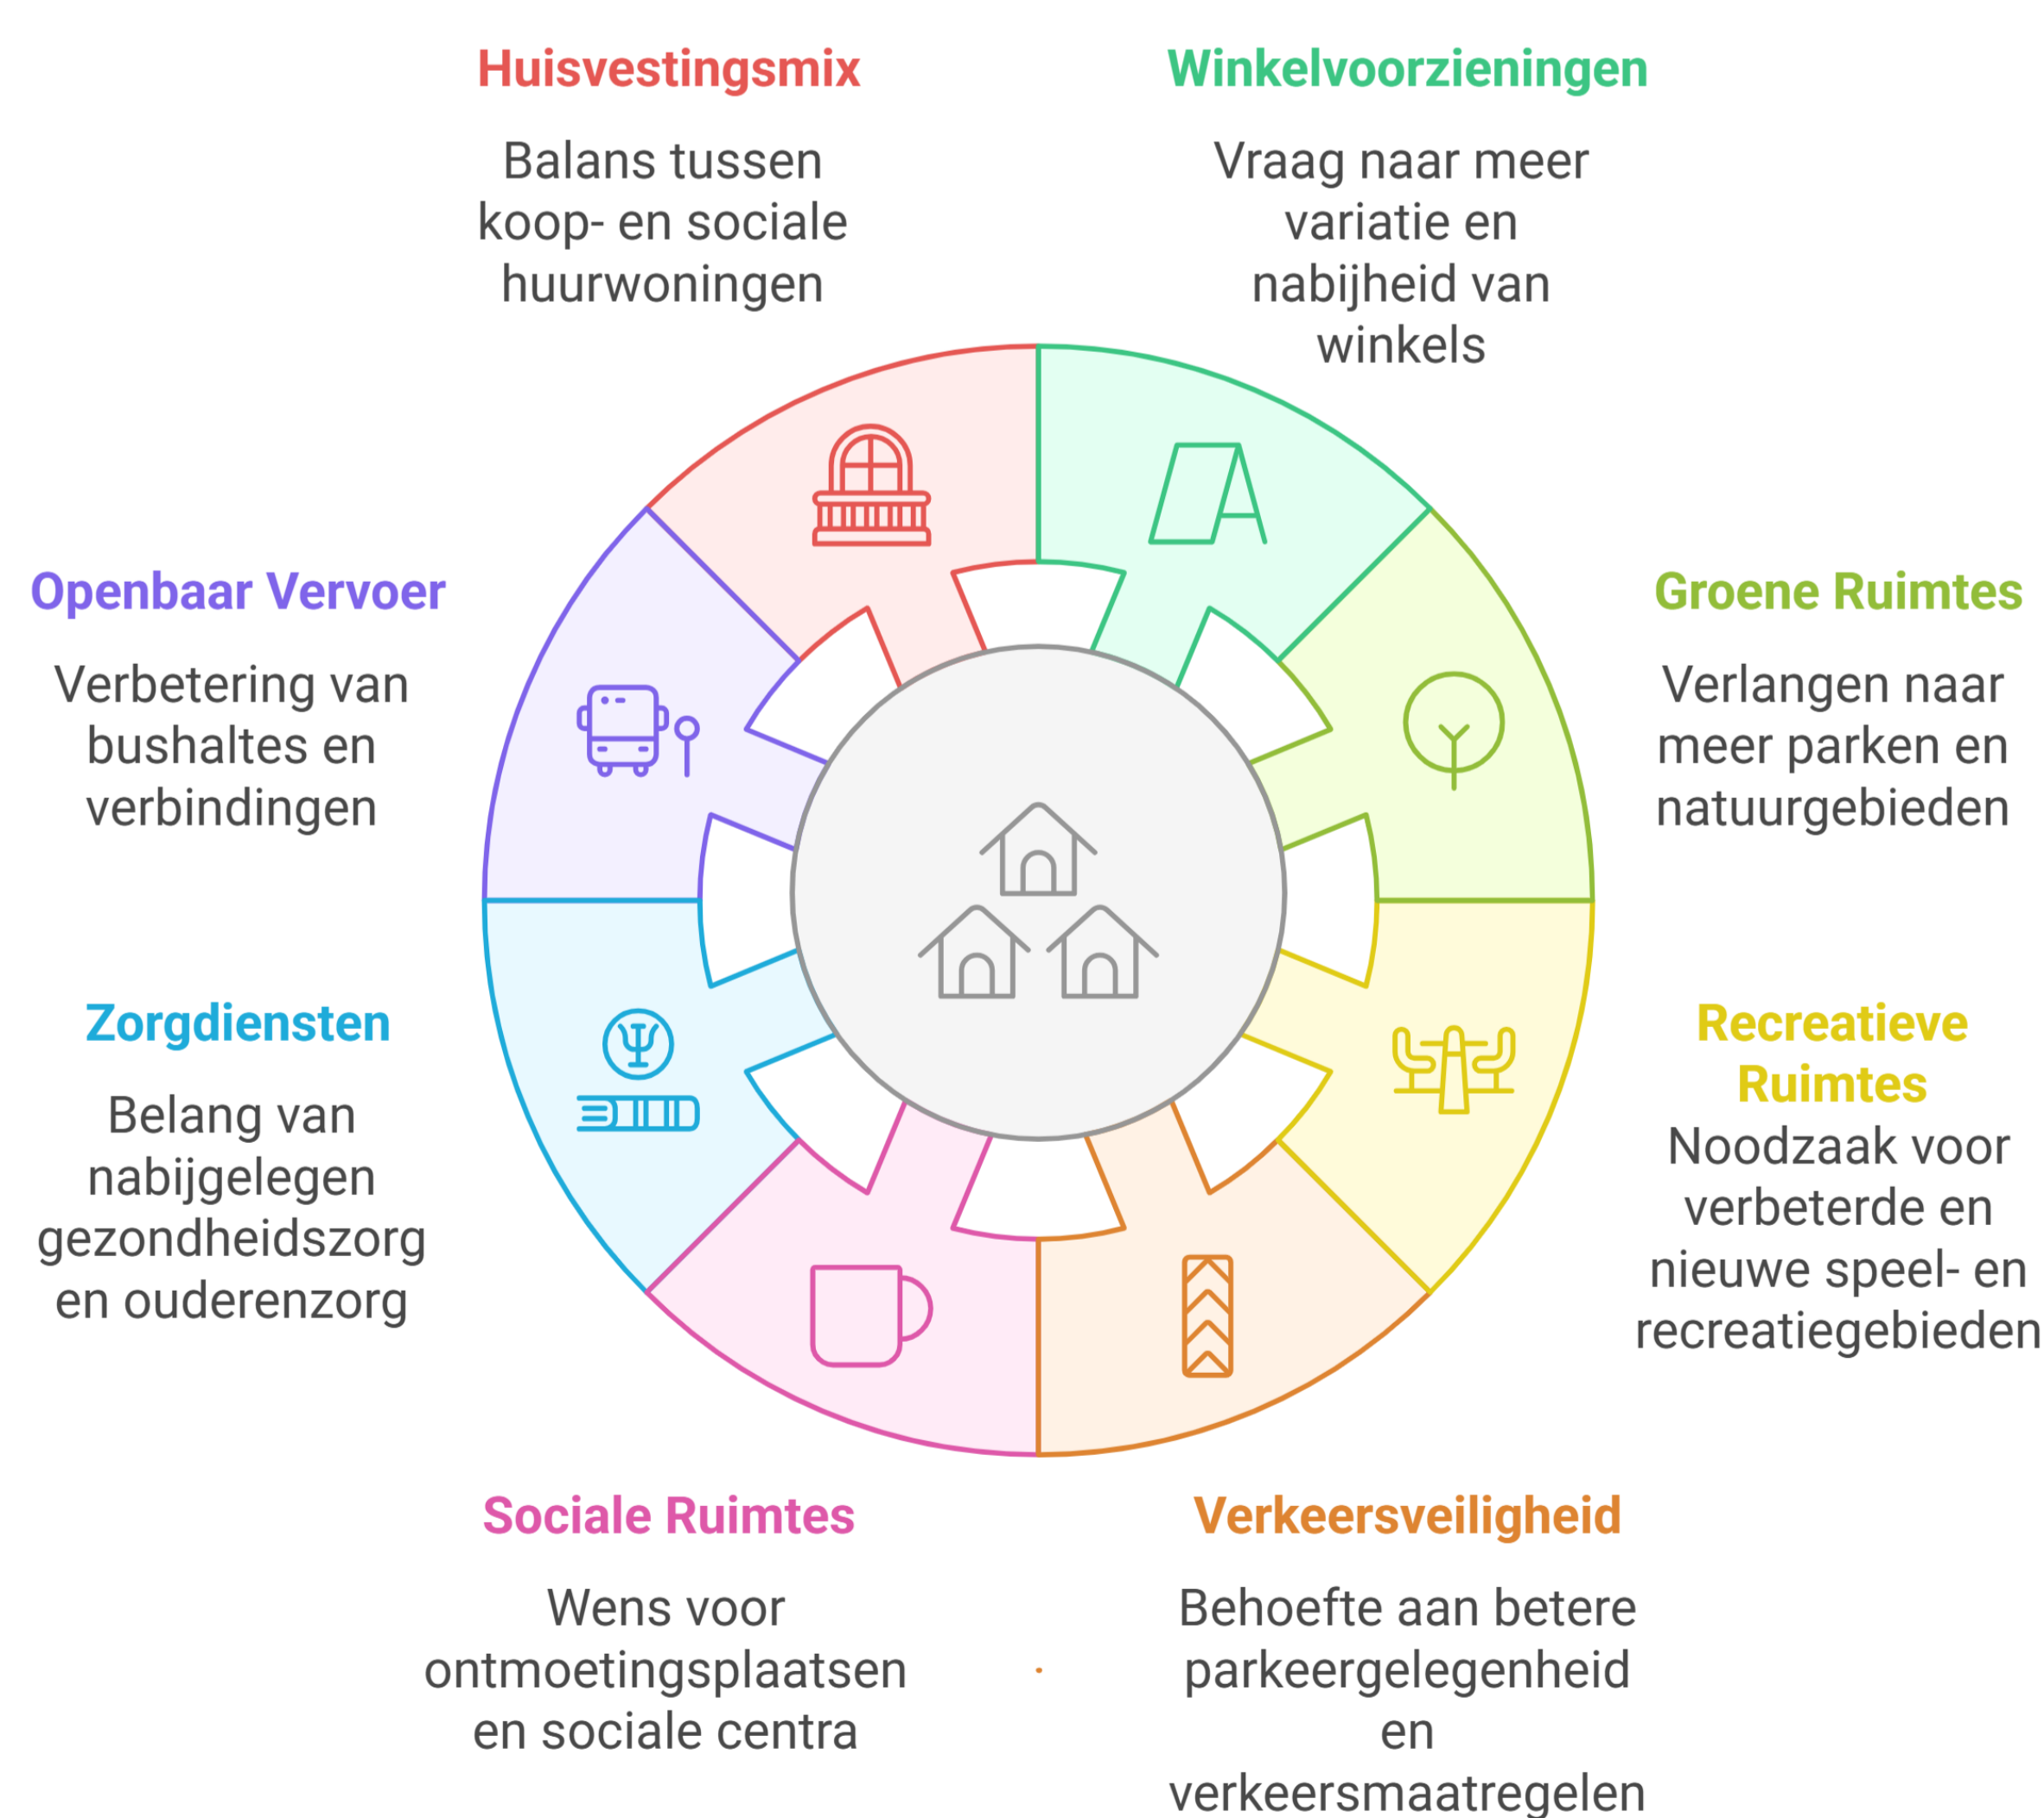 Huisvestingsmix
Balans tussen
koop- en sociale
huurwoningen
Winkelvoorzieningen
Vraag naar meer
variatie en
nabijheid van
winkels
Openbaar Vervoer
Verbetering van
bushaltes en
verbindingen
Groene Ruimtes
Verlangen naar
meer parken en
natuurgebieden
Zorgdiensten
Belang van
nabijgelegen
gezondheidszorg
en ouderenzorg
Recreatieve
Ruimtes
Noodzaak voor
verbeterde en
nieuwe speel- en
recreatiegebieden
Sociale Ruimtes
Wens voor
ontmoetingsplaatsen
en sociale centra
Verkeersveiligheid
Behoefte aan betere
parkeergelegenheid
en
verkeersmaatregelen